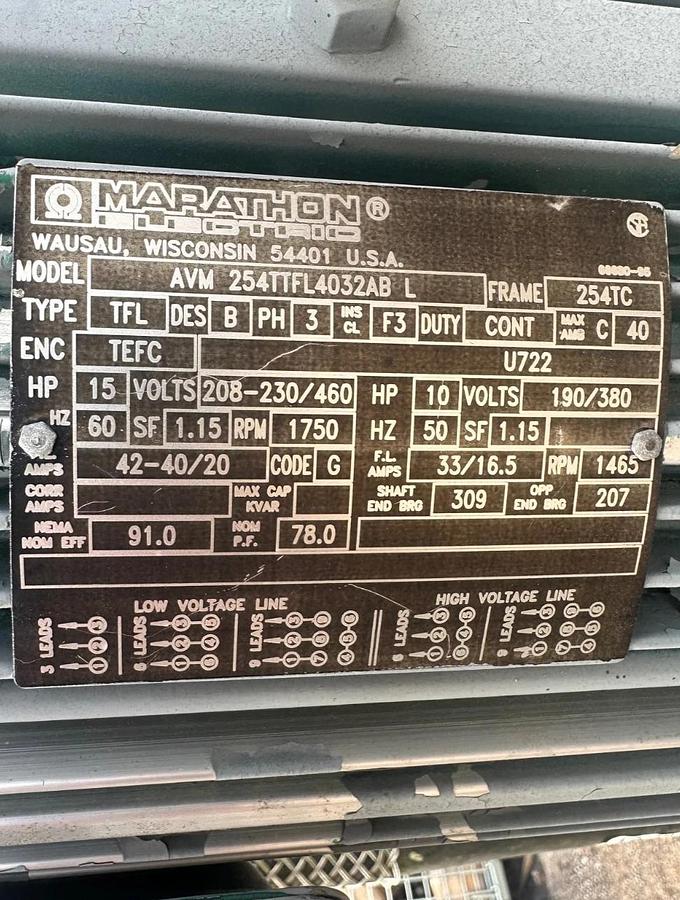 MARATHON ®
ELECTRIC
WAUSAU, WISCONSIN 54401 U.S.A.
MODEL AVM 254TTFL4032AB L FRAME 254TC
TYPE TFL DES B PH 3 INS CL F3 DUTY CONT MAX AMB C 40
ENC TEFC U722
HP 15 VOLTS 208-230/460 HP 10 VOLTS 190/380
HZ 60 SF 1.15 RPM 1750 HZ 50 SF 1.15
AMPS 42-40/20 CODE G F.L. AMPS 33/16.5 RPM 1465
CORR AMPS MAX CAP KVAR SHAFT END BRG 309 OPP END BRG 207
NEMA NOM EFF 91.0 NOM P.F. 78.0
LOW VOLTAGE LINE HIGH VOLTAGE LINE
3 LEADS 9 LEADS 9 LEADS